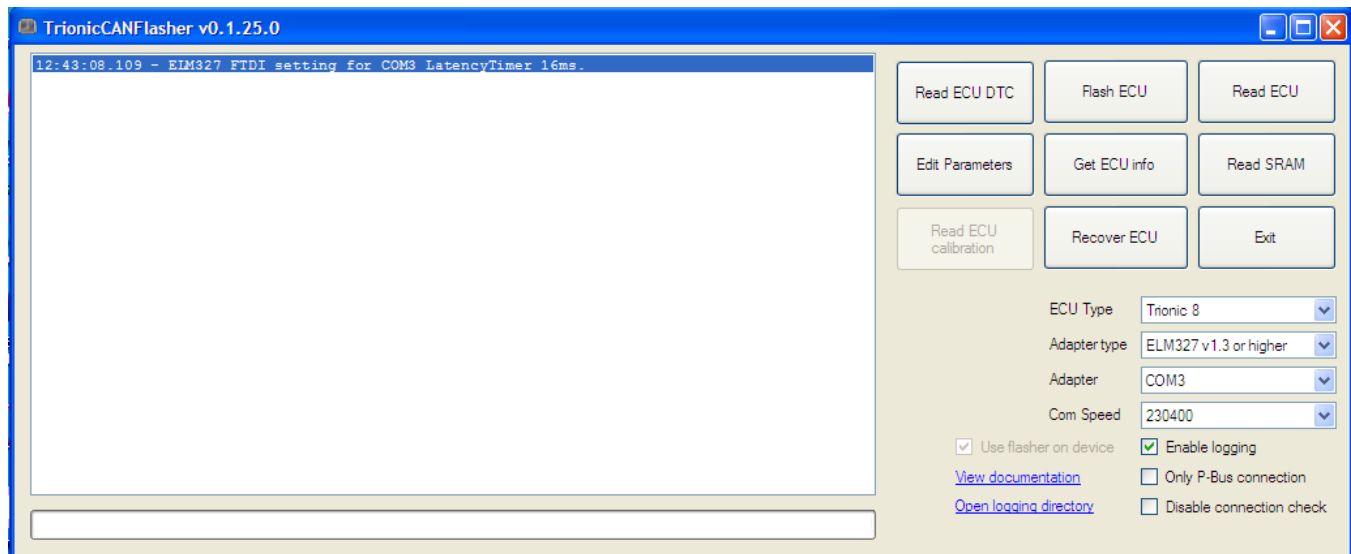 TrionicCANFlasher v0.1.25.0
12:43:08.109 - ELM327 FTDI setting for COM3 LatencyTimer 16ms.
Read ECU DTC
Flash ECU
Read ECU
Edit Parameters
Get ECU info
Read SRAM
Read ECU
calibration
Recover ECU
Exit
ECU Type
Trionic 8
Adapter type
ELM327 v1.3 or higher
Adapter
COM3
Com Speed
230400
Use flasher on device
Enable logging
View documentation
Only P-Bus connection
Open logging directory
Disable connection check